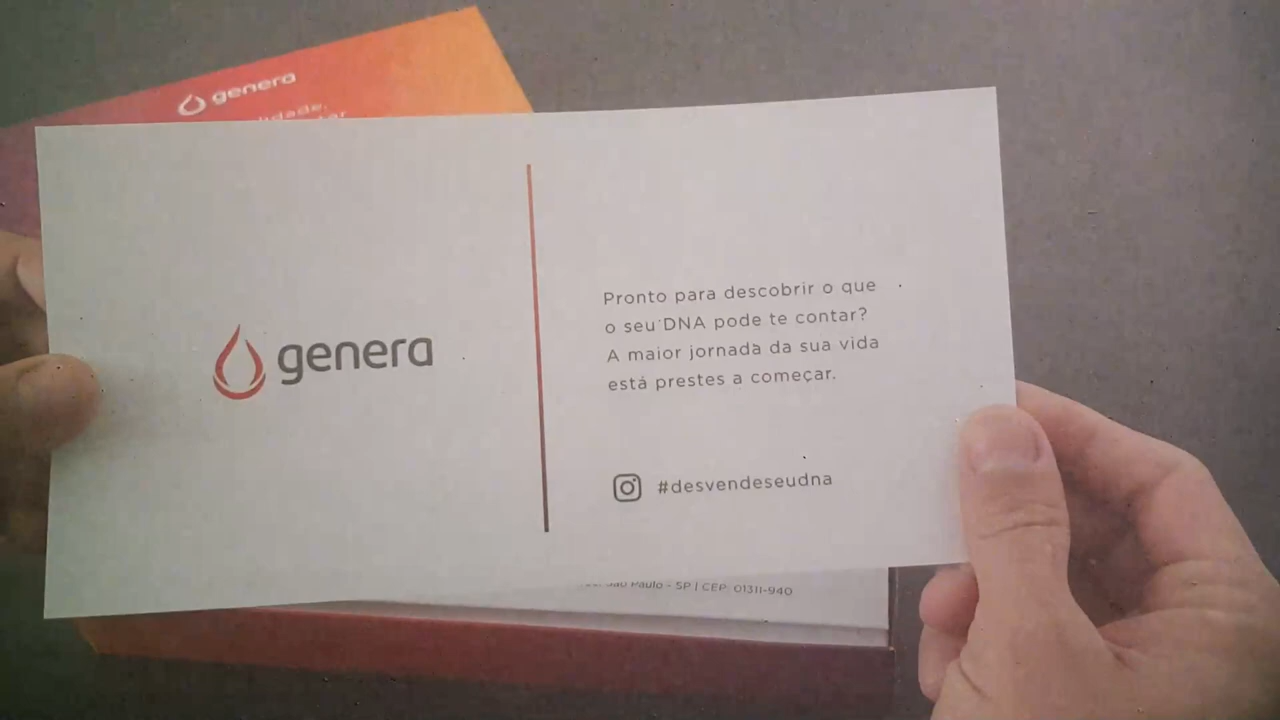 genera
genera
Pronto para descobrir o que
o seu DNA pode te contar?
A maior jornada da sua vida
está prestes a começar.
#desvendeseudna
Paulo - SP | CEP: 01311-940